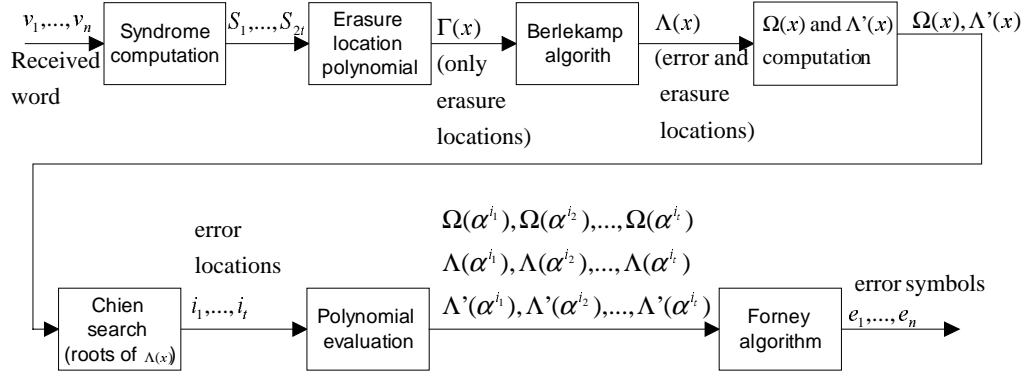 v₁,...,vₙ
Received
word
Syndrome
computation
S₁,...,S₂ₜ
Erasure
location
polynomial
Γ(x)
(only
erasure
locations)
Berlekamp
algorith
Λ(x)
(error and
erasure
locations)
Ω(x) and Λ'(x)
computation
Ω(x), Λ'(x)
Chien
search
(roots of Λ(x))
error
locations
i₁,...,iₜ
Polynomial
evaluation
Ω(α^{i₁}),Ω(α^{i₂}),...,Ω(α^{iₜ})
Λ(α^{i₁}),Λ(α^{i₂}),...,Λ(α^{iₜ})
Λ'(α^{i₁}),Λ'(α^{i₂}),...,Λ'(α^{iₜ})
Forney
algorithm
error symbols
e₁,...,eₙ